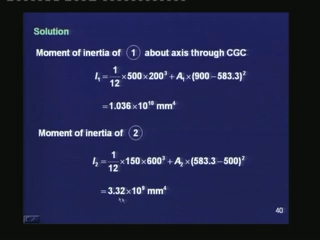 Solution
Moment of inertia of 1 about axis through CGC
I₁ = 1/12 × 500 × 200³ + A₁ × (900 − 583.3)²
= 1.036 × 10¹⁰ mm⁴
Moment of inertia of 2
I₂ = 1/12 × 150 × 600³ + A₂ × (583.3 − 500)²
= 3.32 × 10⁹ mm⁴
40